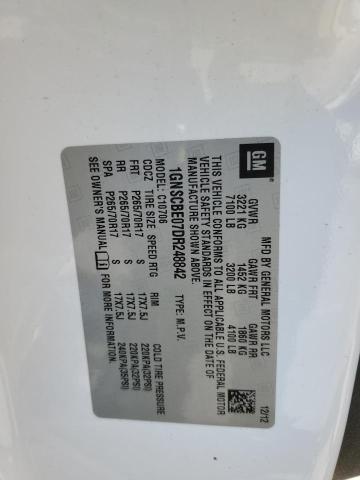 GM
MFD BY GENERAL MOTORS LLC 12/12
GVWR GAWR FRT GAWR RR
3221 KG 1452 KG 1860 KG
7100 LB 3200 LB 4100 LB
THIS VEHICLE CONFORMS TO ALL APPLICABLE U.S. FEDERAL MOTOR
VEHICLE SAFETY STANDARDS IN EFFECT ON THE DATE OF
MANUFACTURE SHOWN ABOVE.
1GNSCBE07DR248842 TYPE: M.P.V.
MODEL: C10706
CDCZ TIRE SIZE SPEED RTG RIM COLD TIRE PRESSURE
FRT P265/70R17 S 17X7.5J 220KPA(32PSI)
RR P265/70R17 S 17X7.5J 220KPA(32PSI)
SPA P265/70R17 S 17X7.5J 240KPA(35PSI)
SEE OWNER'S MANUAL FOR MORE INFORMATION.